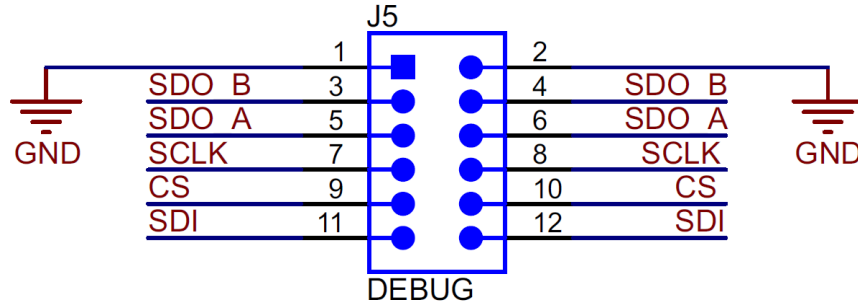 J5
1 2
SDO_B 3 4 SDO_B
SDO_A 5 6 SDO_A
GND SCLK 7 8 SCLK GND
CS 9 10 CS
SDI 11 12 SDI
DEBUG